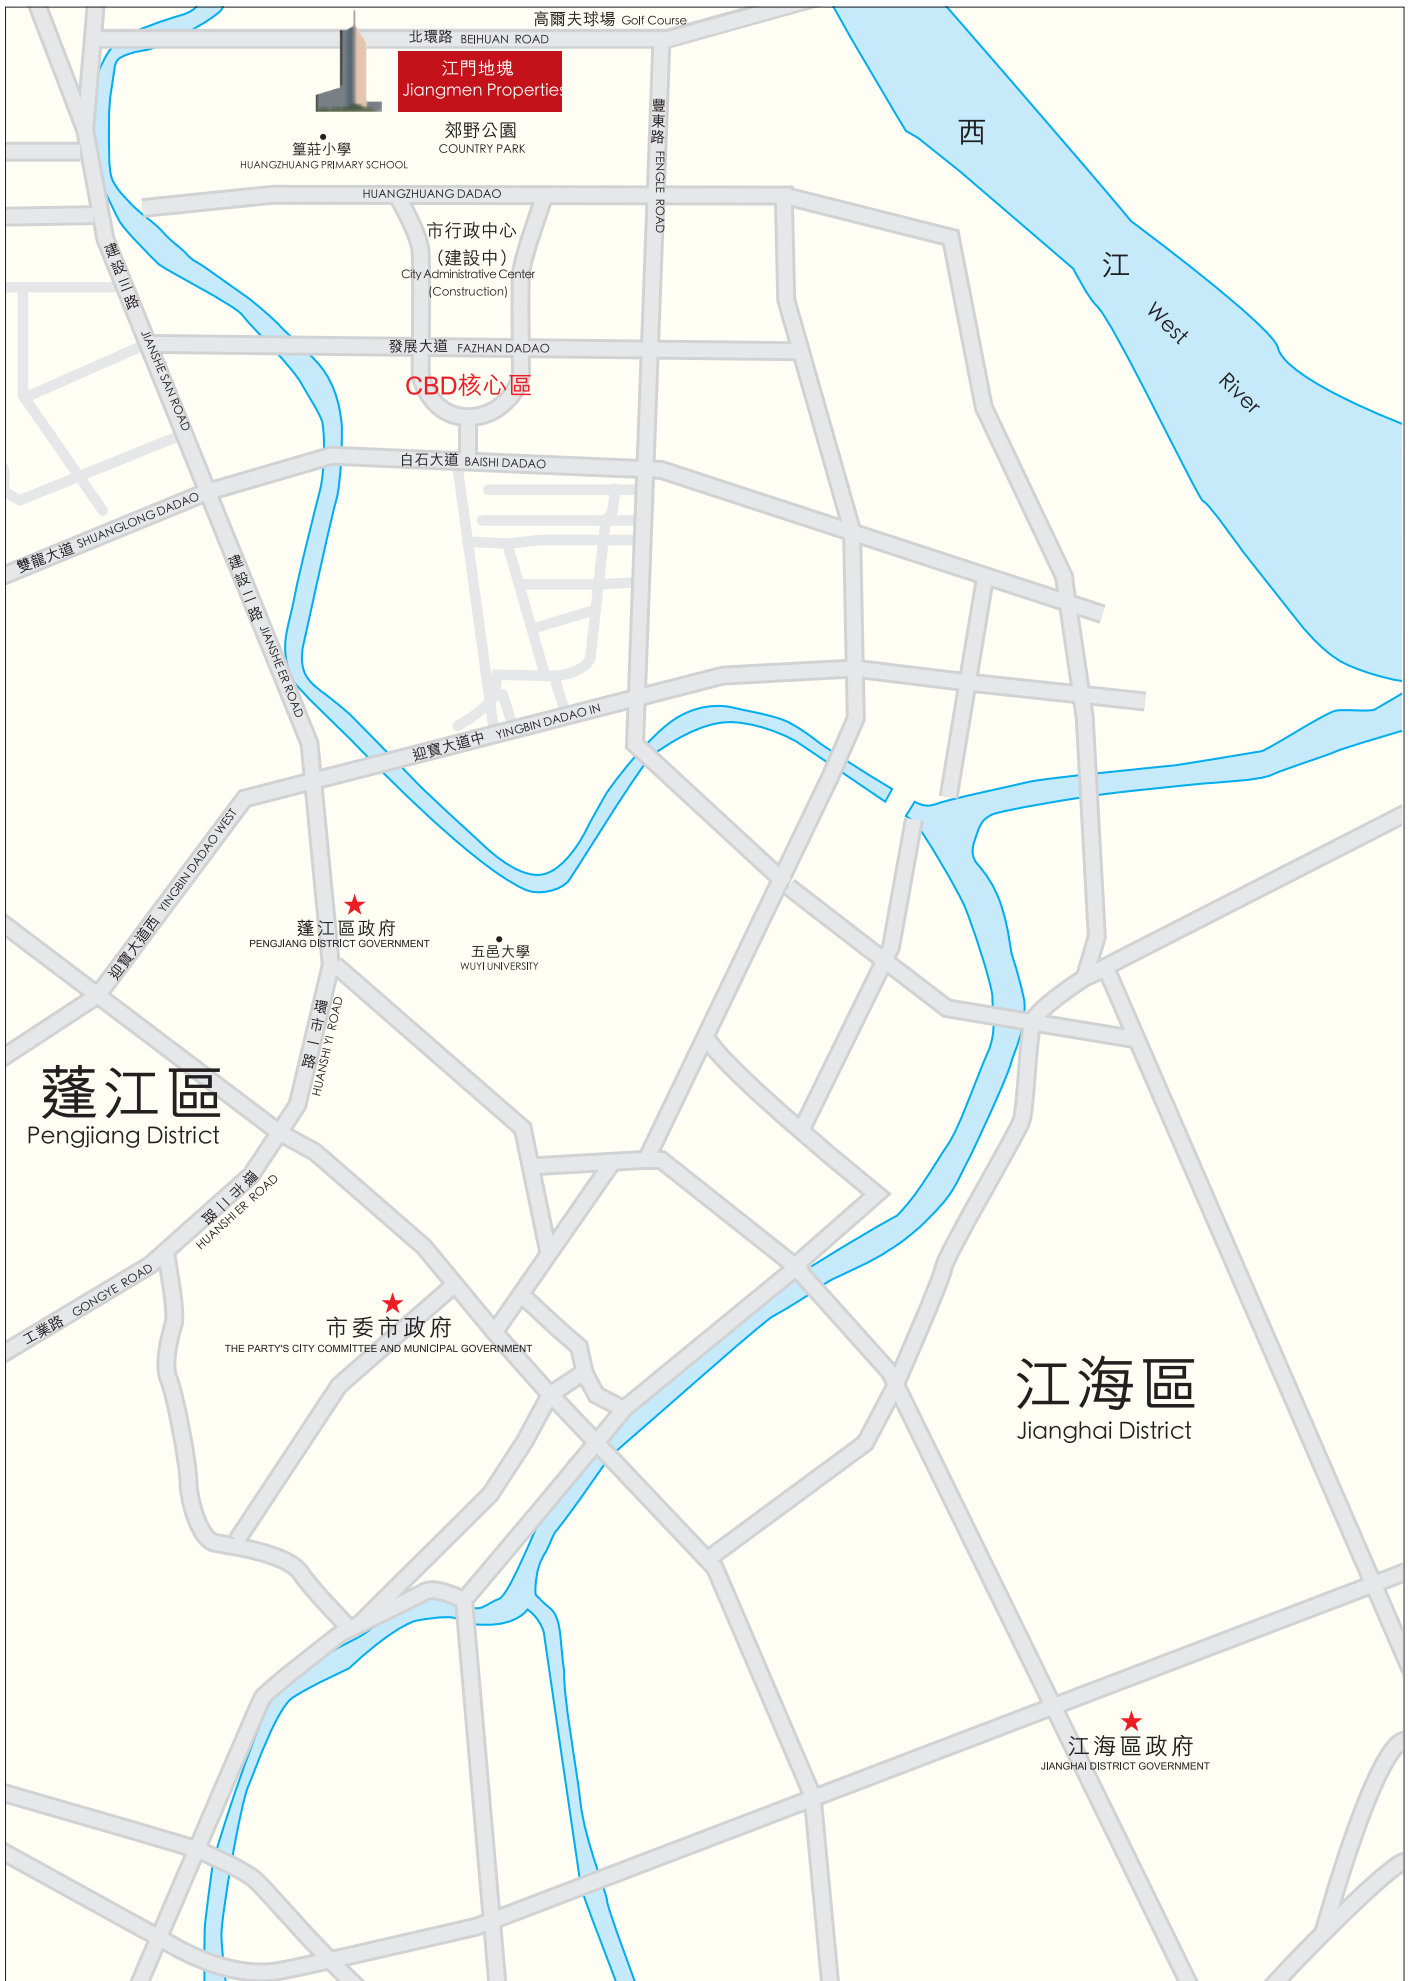 高爾夫球場 Golf Course
北環路 BEIHUAN ROAD
江門地塊
Jiangmen Properties
豐東路 FENGLE ROAD
郊野公園
COUNTRY PARK
篁莊小學
HUANGZHUANG PRIMARY SCHOOL
HUANGZHUANG DADAO
西
江
West
River
市行政中心
(建設中)
City Administrative Center
(Construction)
建設三路 JIANSHE SAN ROAD
發展大道 FAZHAN DADAO
CBD核心區
白石大道 BAISHI DADAO
雙龍大道 SHUANGLONG DADAO
建設二路 JIANSHE ER ROAD
迎賓大道中 YINGBIN DADAO IN
迎賓大道西 YINGBIN DADAO WEST
蓬江區政府
PENGJIANG DISTRICT GOVERNMENT
五邑大學
WUYI UNIVERSITY
環市一路
HUANSHI YI ROAD
蓬江區
Pengjiang District
環市二路
HUANSHI ER ROAD
工業路 GONGYE ROAD
市委市政府
THE PARTY'S CITY COMMITTEE AND MUNICIPAL GOVERNMENT
江海區
Jianghai District
江海區政府
JIANGHAI DISTRICT GOVERNMENT